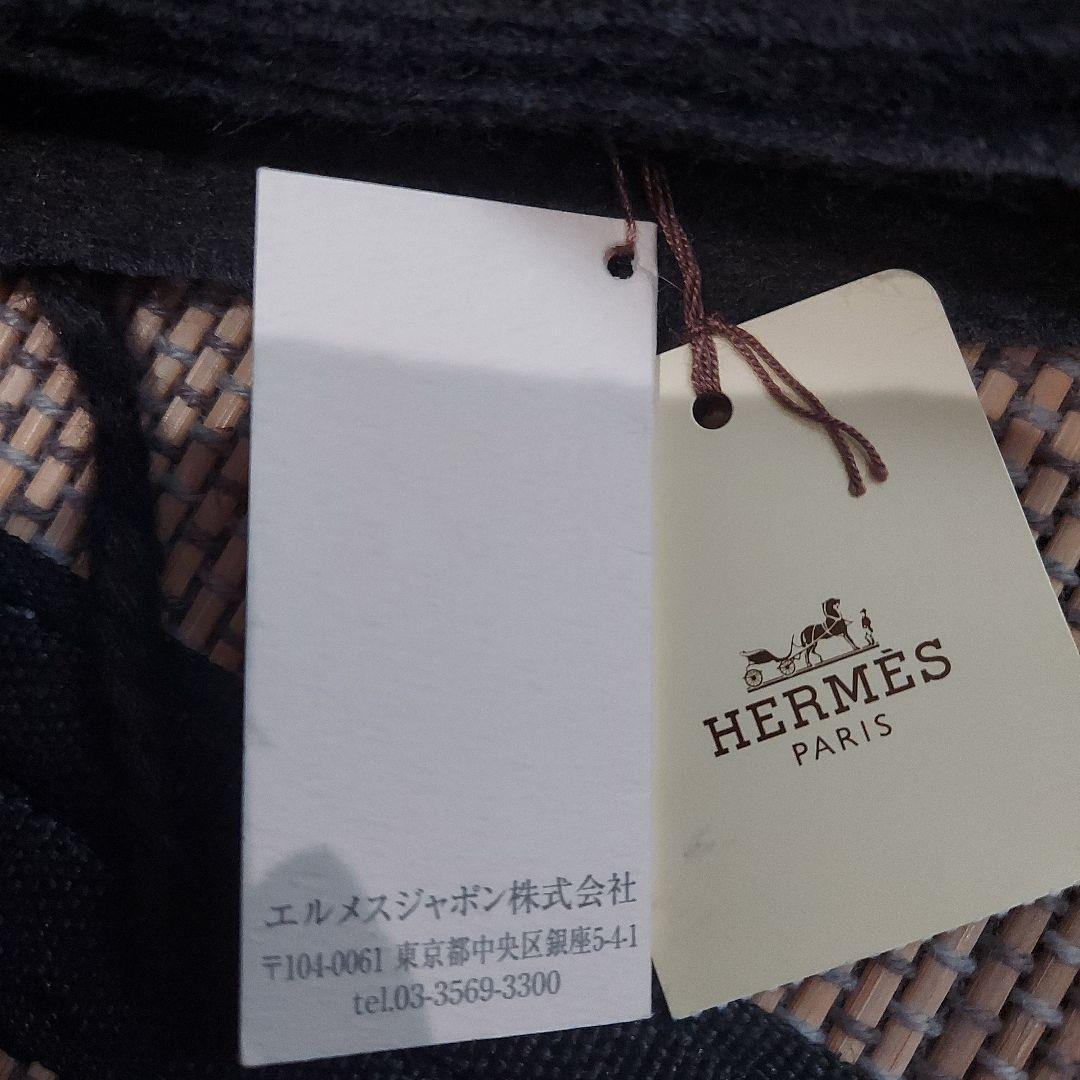 エルメスジャポン株式会社
〒104-0061 東京都中央区銀座5-4-1
tel.03-3569-3300
HERMÈS
PARIS